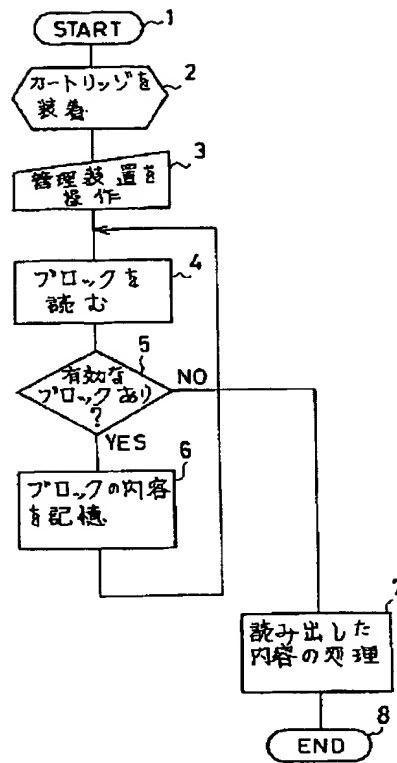 START
1
カートリッジを
装着
2
管理装置を
操作
3
ブロックを
読む
4
有効な
ブロックあり
?
5
NO
YES
ブロックの内容
を記憶
6
読み出した
内容の処理
7
END
8